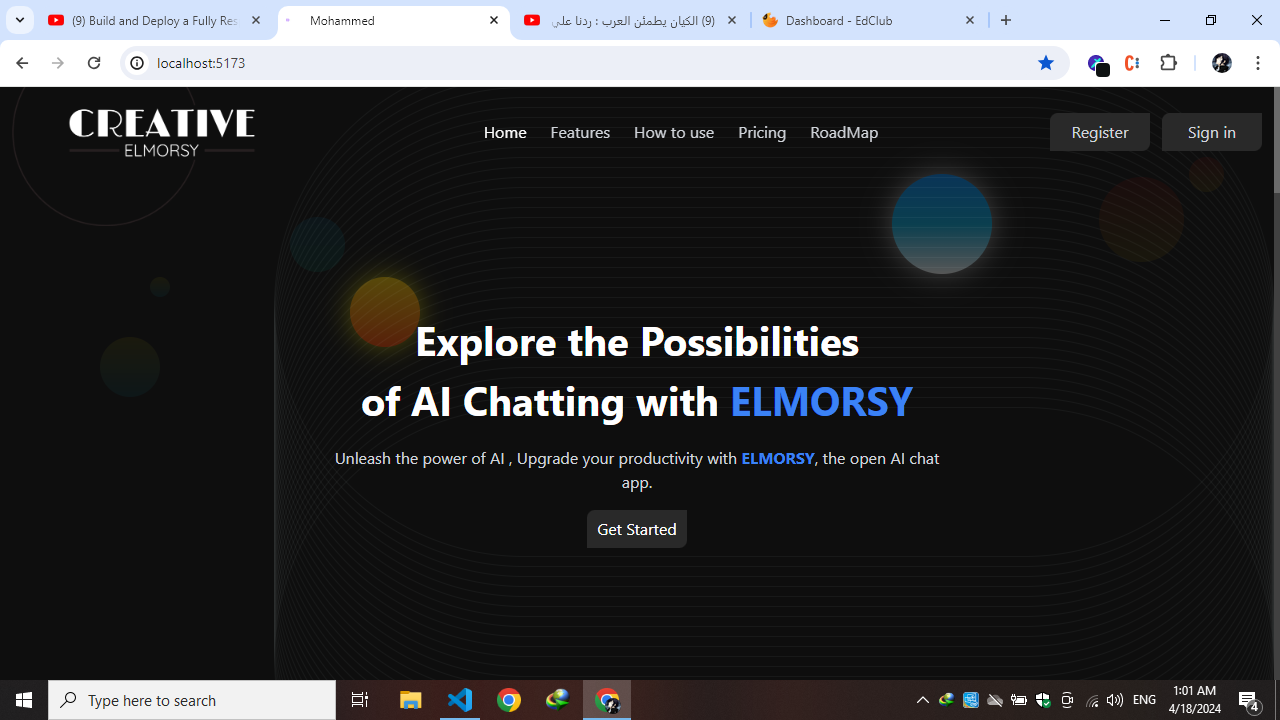 (9) Build and Deploy a Fully Res
Mohammed
(9) الكيان يطمئن العرب : ردنا على
Dashboard - EdClub
localhost:5173
CREATIVE
ELMORSY
Home Features How to use Pricing RoadMap
Register Sign in
Explore the Possibilities
of AI Chatting with ELMORSY
Unleash the power of AI , Upgrade your productivity with ELMORSY, the open AI chat
app.
Get Started
Type here to search
ENG
1:01 AM
4/18/2024
4